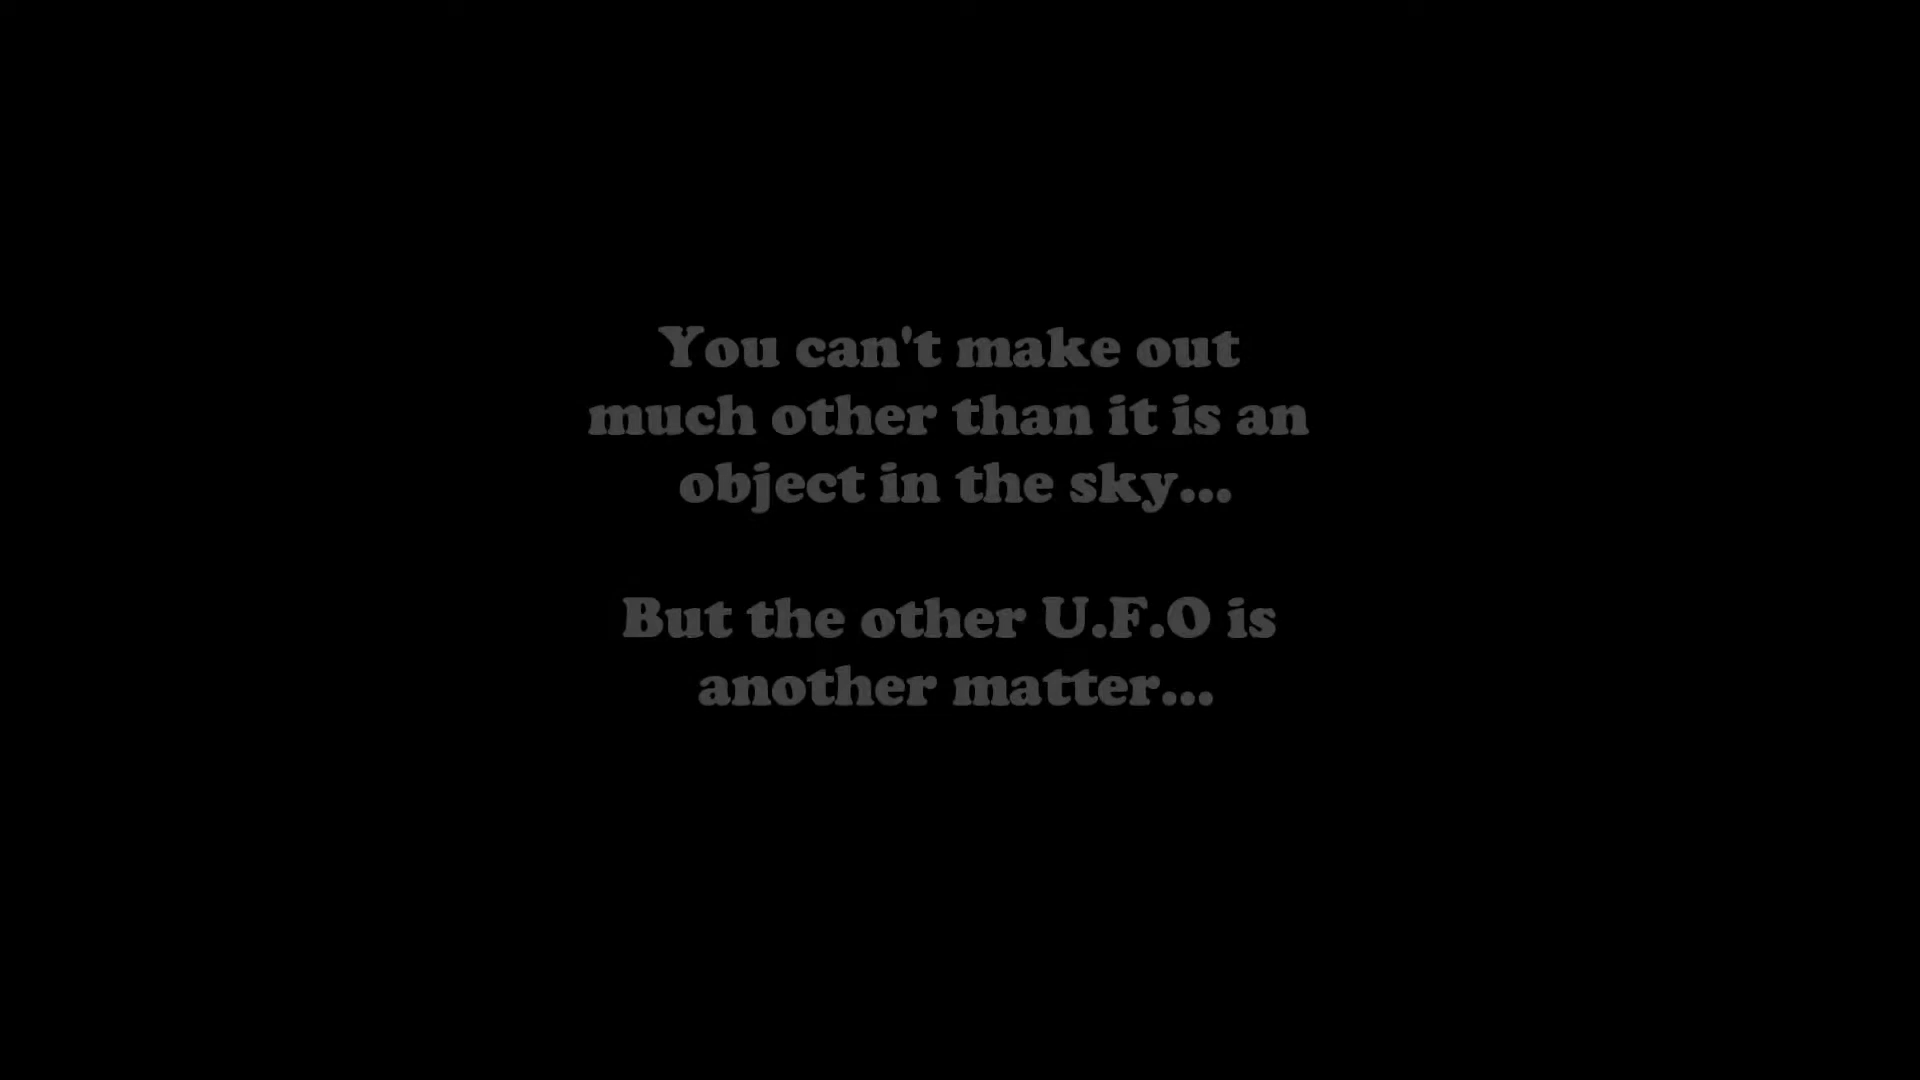 You can't make out
much other than it is an
object in the sky...
But the other U.F.O is
another matter...